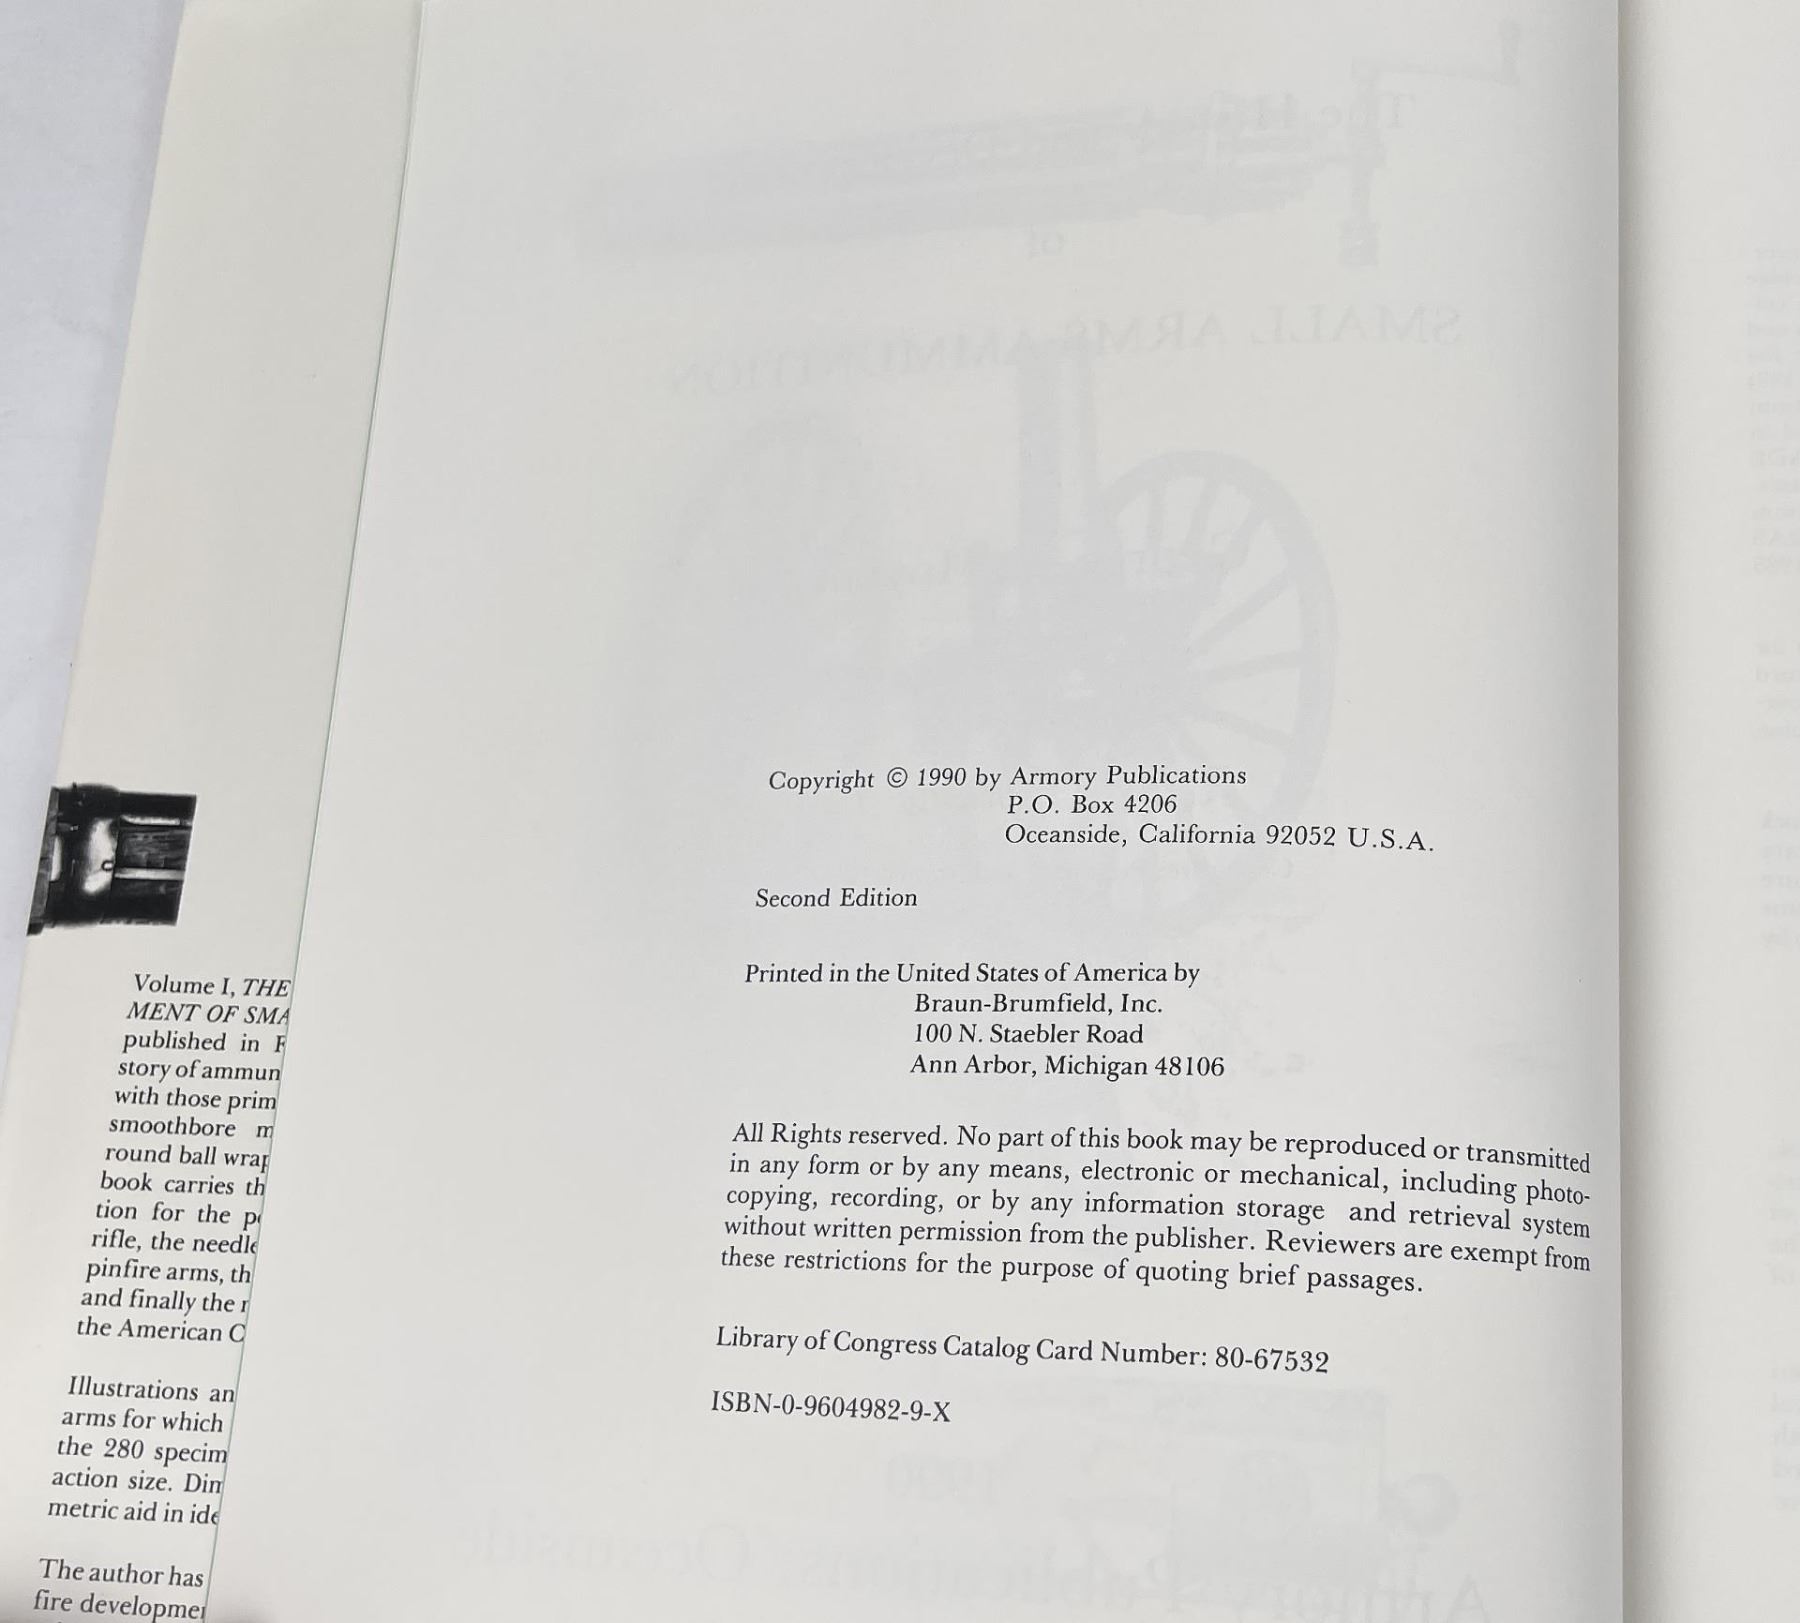 Copyright © 1990 by Armory Publications
P.O. Box 4206
Oceanside, California 92052 U.S.A.
Second Edition
Printed in the United States of America by
Braun-Brumfield, Inc.
100 N. Staebler Road
Ann Arbor, Michigan 48106
All Rights reserved. No part of this book may be reproduced or transmitted
in any form or by any means, electronic or mechanical, including photo-
copying, recording, or by any information storage and retrieval system
without written permission from the publisher. Reviewers are exempt from
these restrictions for the purpose of quoting brief passages.
Library of Congress Catalog Card Number: 80-67532
ISBN-0-9604982-9-X
Volume I, THE
MENT OF SMA
published in
story of ammun
with those prim
smoothbore m
round ball wrap
book carries th
tion for the p
rifle, the needle
pinfire arms, th
and finally the r
the American C
Illustrations an
arms for which
the 280 specim
action size. Dim
metric aid in ide
The author has
fire developme
SMALL ARMS AMMUNITION
of
1990